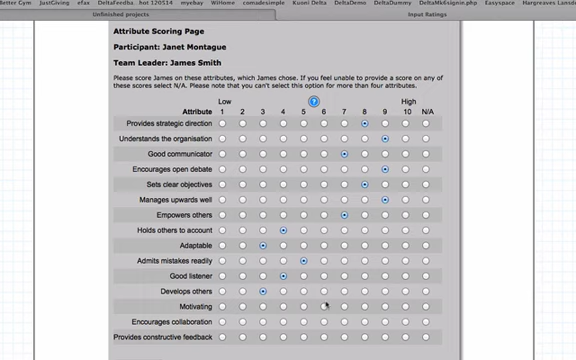 Better Gym JustGiving efax DeltaFeedba hot 120514 myebay WiHome comadesimple Kusri Delta DeltaDemo DeltaDummy DeltaMk6signin.php Easyspace Hargreaves Lansd
Unfinished projects Input Ratings
Attribute Scoring Page
Participant: Janet Montague
Team Leader: James Smith
Please score James on these attributes, which James chose. If you feel unable to provide a score on any of
these scores select N/A. Please note that you can't select this option for more than four attributes.
Low ? High
Attribute 1 2 3 4 5 6 7 8 9 10 N/A
Provides strategic direction
Understands the organisation
Good communicator
Encourages open debate
Sets clear objectives
Manages upwards well
Empowers others
Holds others to account
Adaptable
Admits mistakes readily
Good listener
Develops others
Motivating
Encourages collaboration
Provides constructive feedback